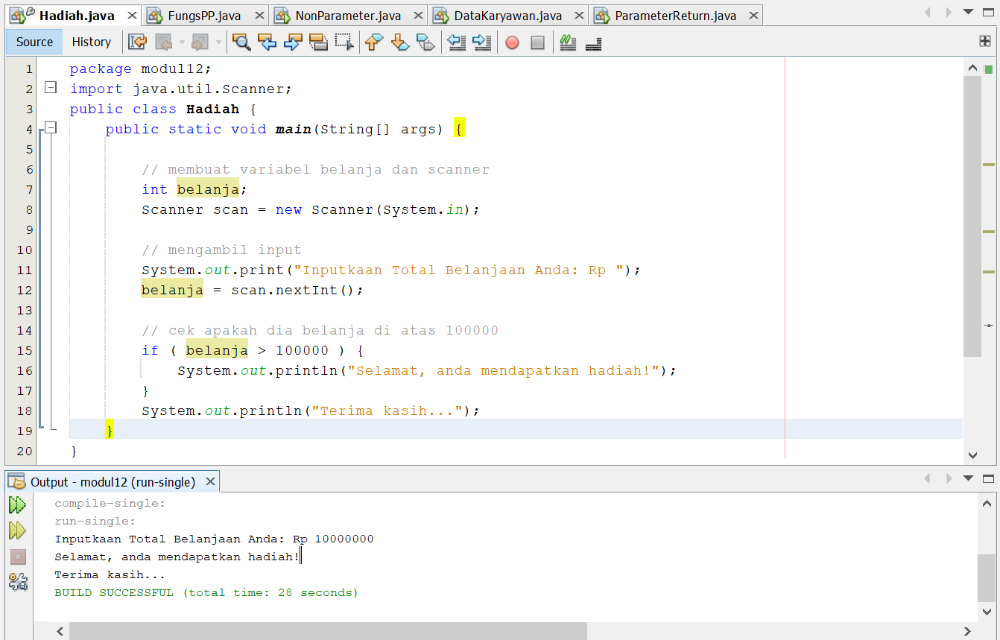 Hadiah.java FungsPP.java NonParameter.java DataKaryawan.java ParameterReturn.java
Source History
1 package modul12;
2 import java.util.Scanner;
3 public class Hadiah {
4 public static void main(String[] args) {
5
6 // membuat variabel belanja dan scanner
7 int belanja;
8 Scanner scan = new Scanner(System.in);
9
10 // mengambil input
11 System.out.print("Inputkaan Total Belanjaan Anda: Rp ");
12 belanja = scan.nextInt();
13
14 // cek apakah dia belanja di atas 100000
15 if ( belanja > 100000 ) {
16 System.out.println("Selamat, anda mendapatkan hadiah!");
17 }
18 System.out.println("Terima kasih...");
19 }
20 }
Output - modul12 (run-single)
compile-single:
run-single:
Inputkaan Total Belanjaan Anda: Rp 10000000
Selamat, anda mendapatkan hadiah!
Terima kasih...
BUILD SUCCESSFUL (total time: 28 seconds)